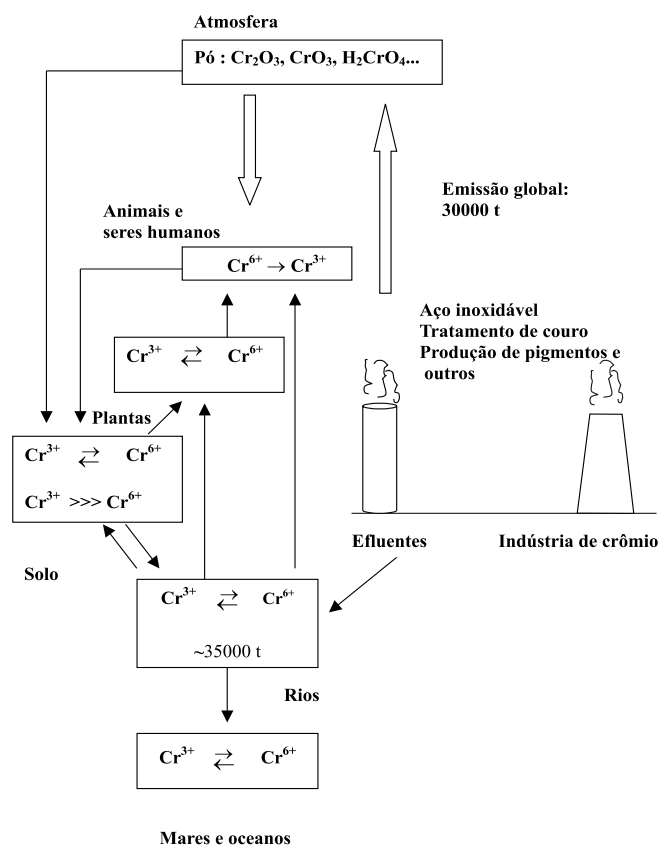 Atmosfera
Pó : Cr₂O₃, CrO₃, H₂CrO₄...
Emissão global:
30000 t
Animais e
seres humanos
Cr⁶⁺ → Cr³⁺
Aço inoxidável
Tratamento de couro
Produção de pigmentos e
outros
Cr³⁺ ⇄ Cr⁶⁺
Plantas
Cr³⁺ ⇄ Cr⁶⁺
Cr³⁺ >>> Cr⁶⁺
Efluentes
Indústria de crômio
Solo
Cr³⁺ ⇄ Cr⁶⁺
~35000 t
Rios
Cr³⁺ ⇄ Cr⁶⁺
Mares e oceanos